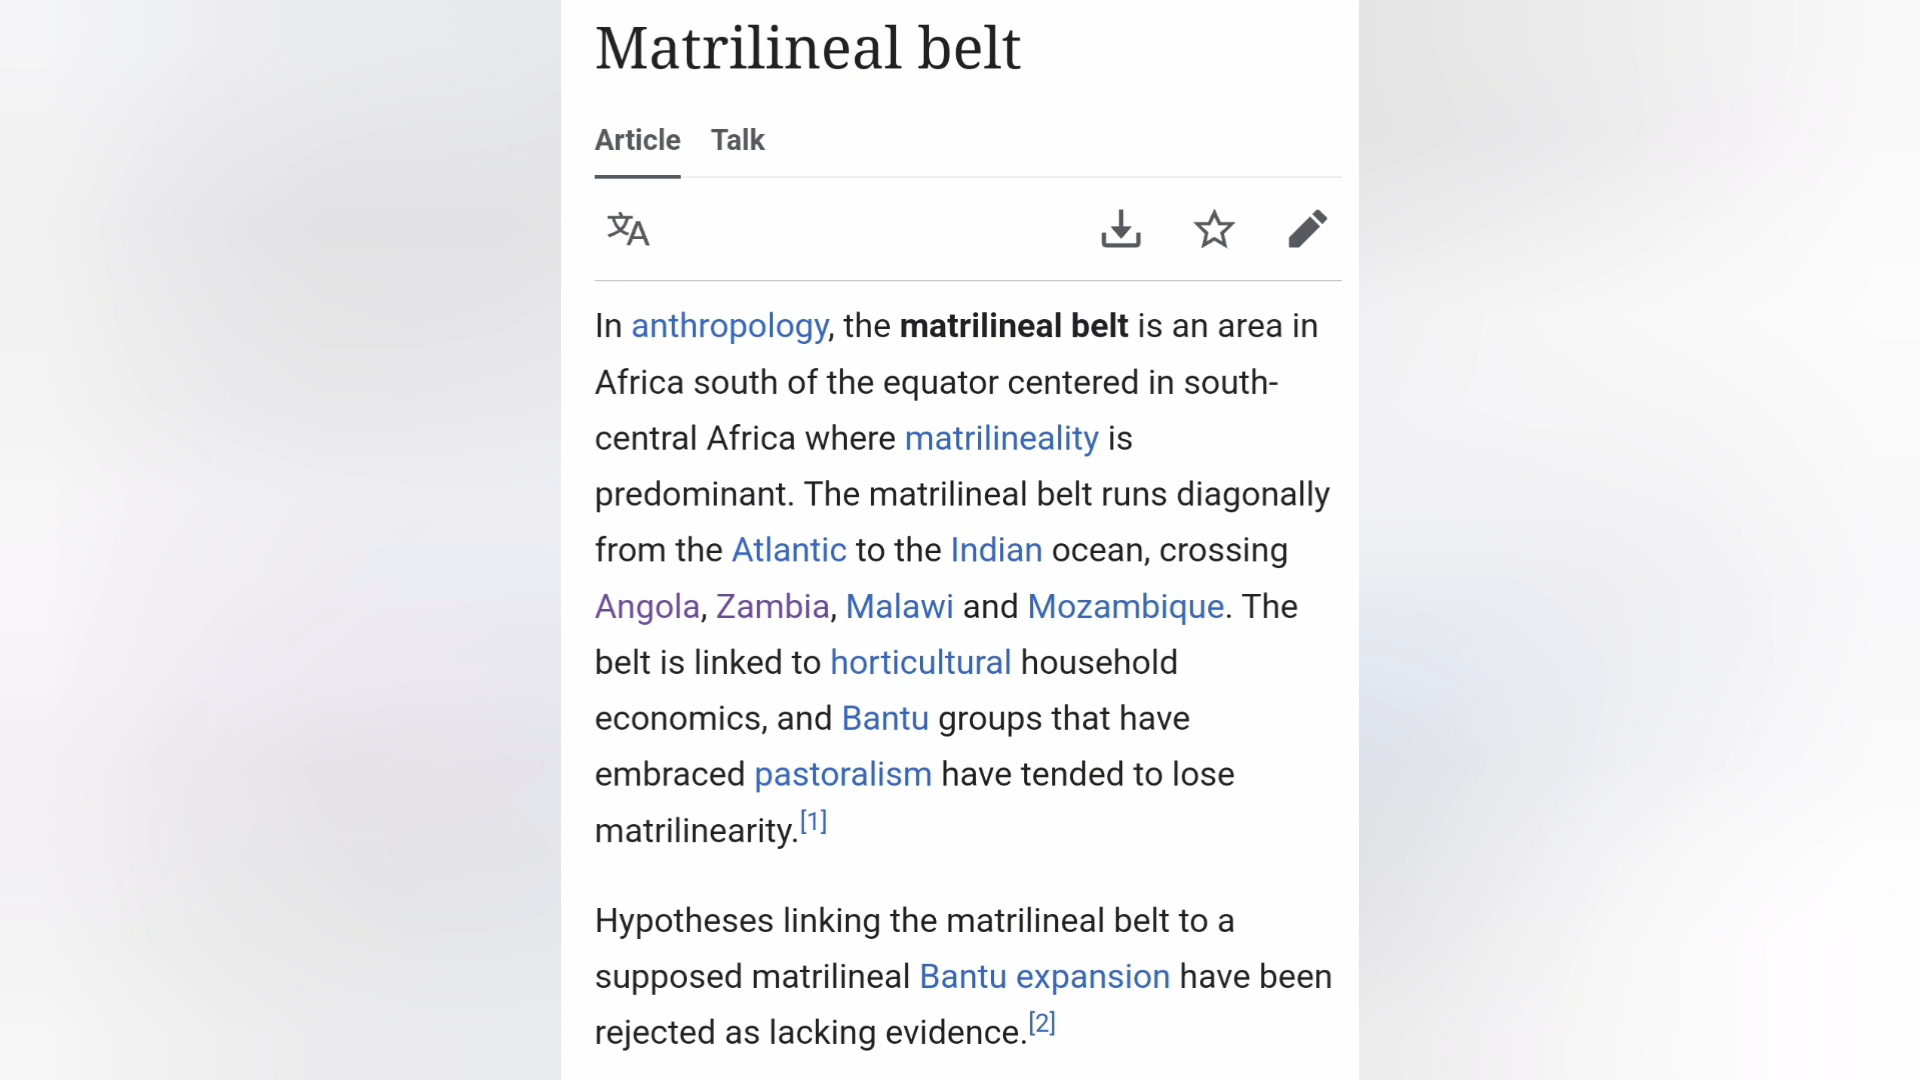 Matrilineal belt
Article Talk
文A
In anthropology, the matrilineal belt is an area in
Africa south of the equator centered in south-
central Africa where matrilineality is
predominant. The matrilineal belt runs diagonally
from the Atlantic to the Indian ocean, crossing
Angola, Zambia, Malawi and Mozambique. The
belt is linked to horticultural household
economics, and Bantu groups that have
embraced pastoralism have tended to lose
matrilinearity.[1]
Hypotheses linking the matrilineal belt to a
supposed matrilineal Bantu expansion have been
rejected as lacking evidence.[2]